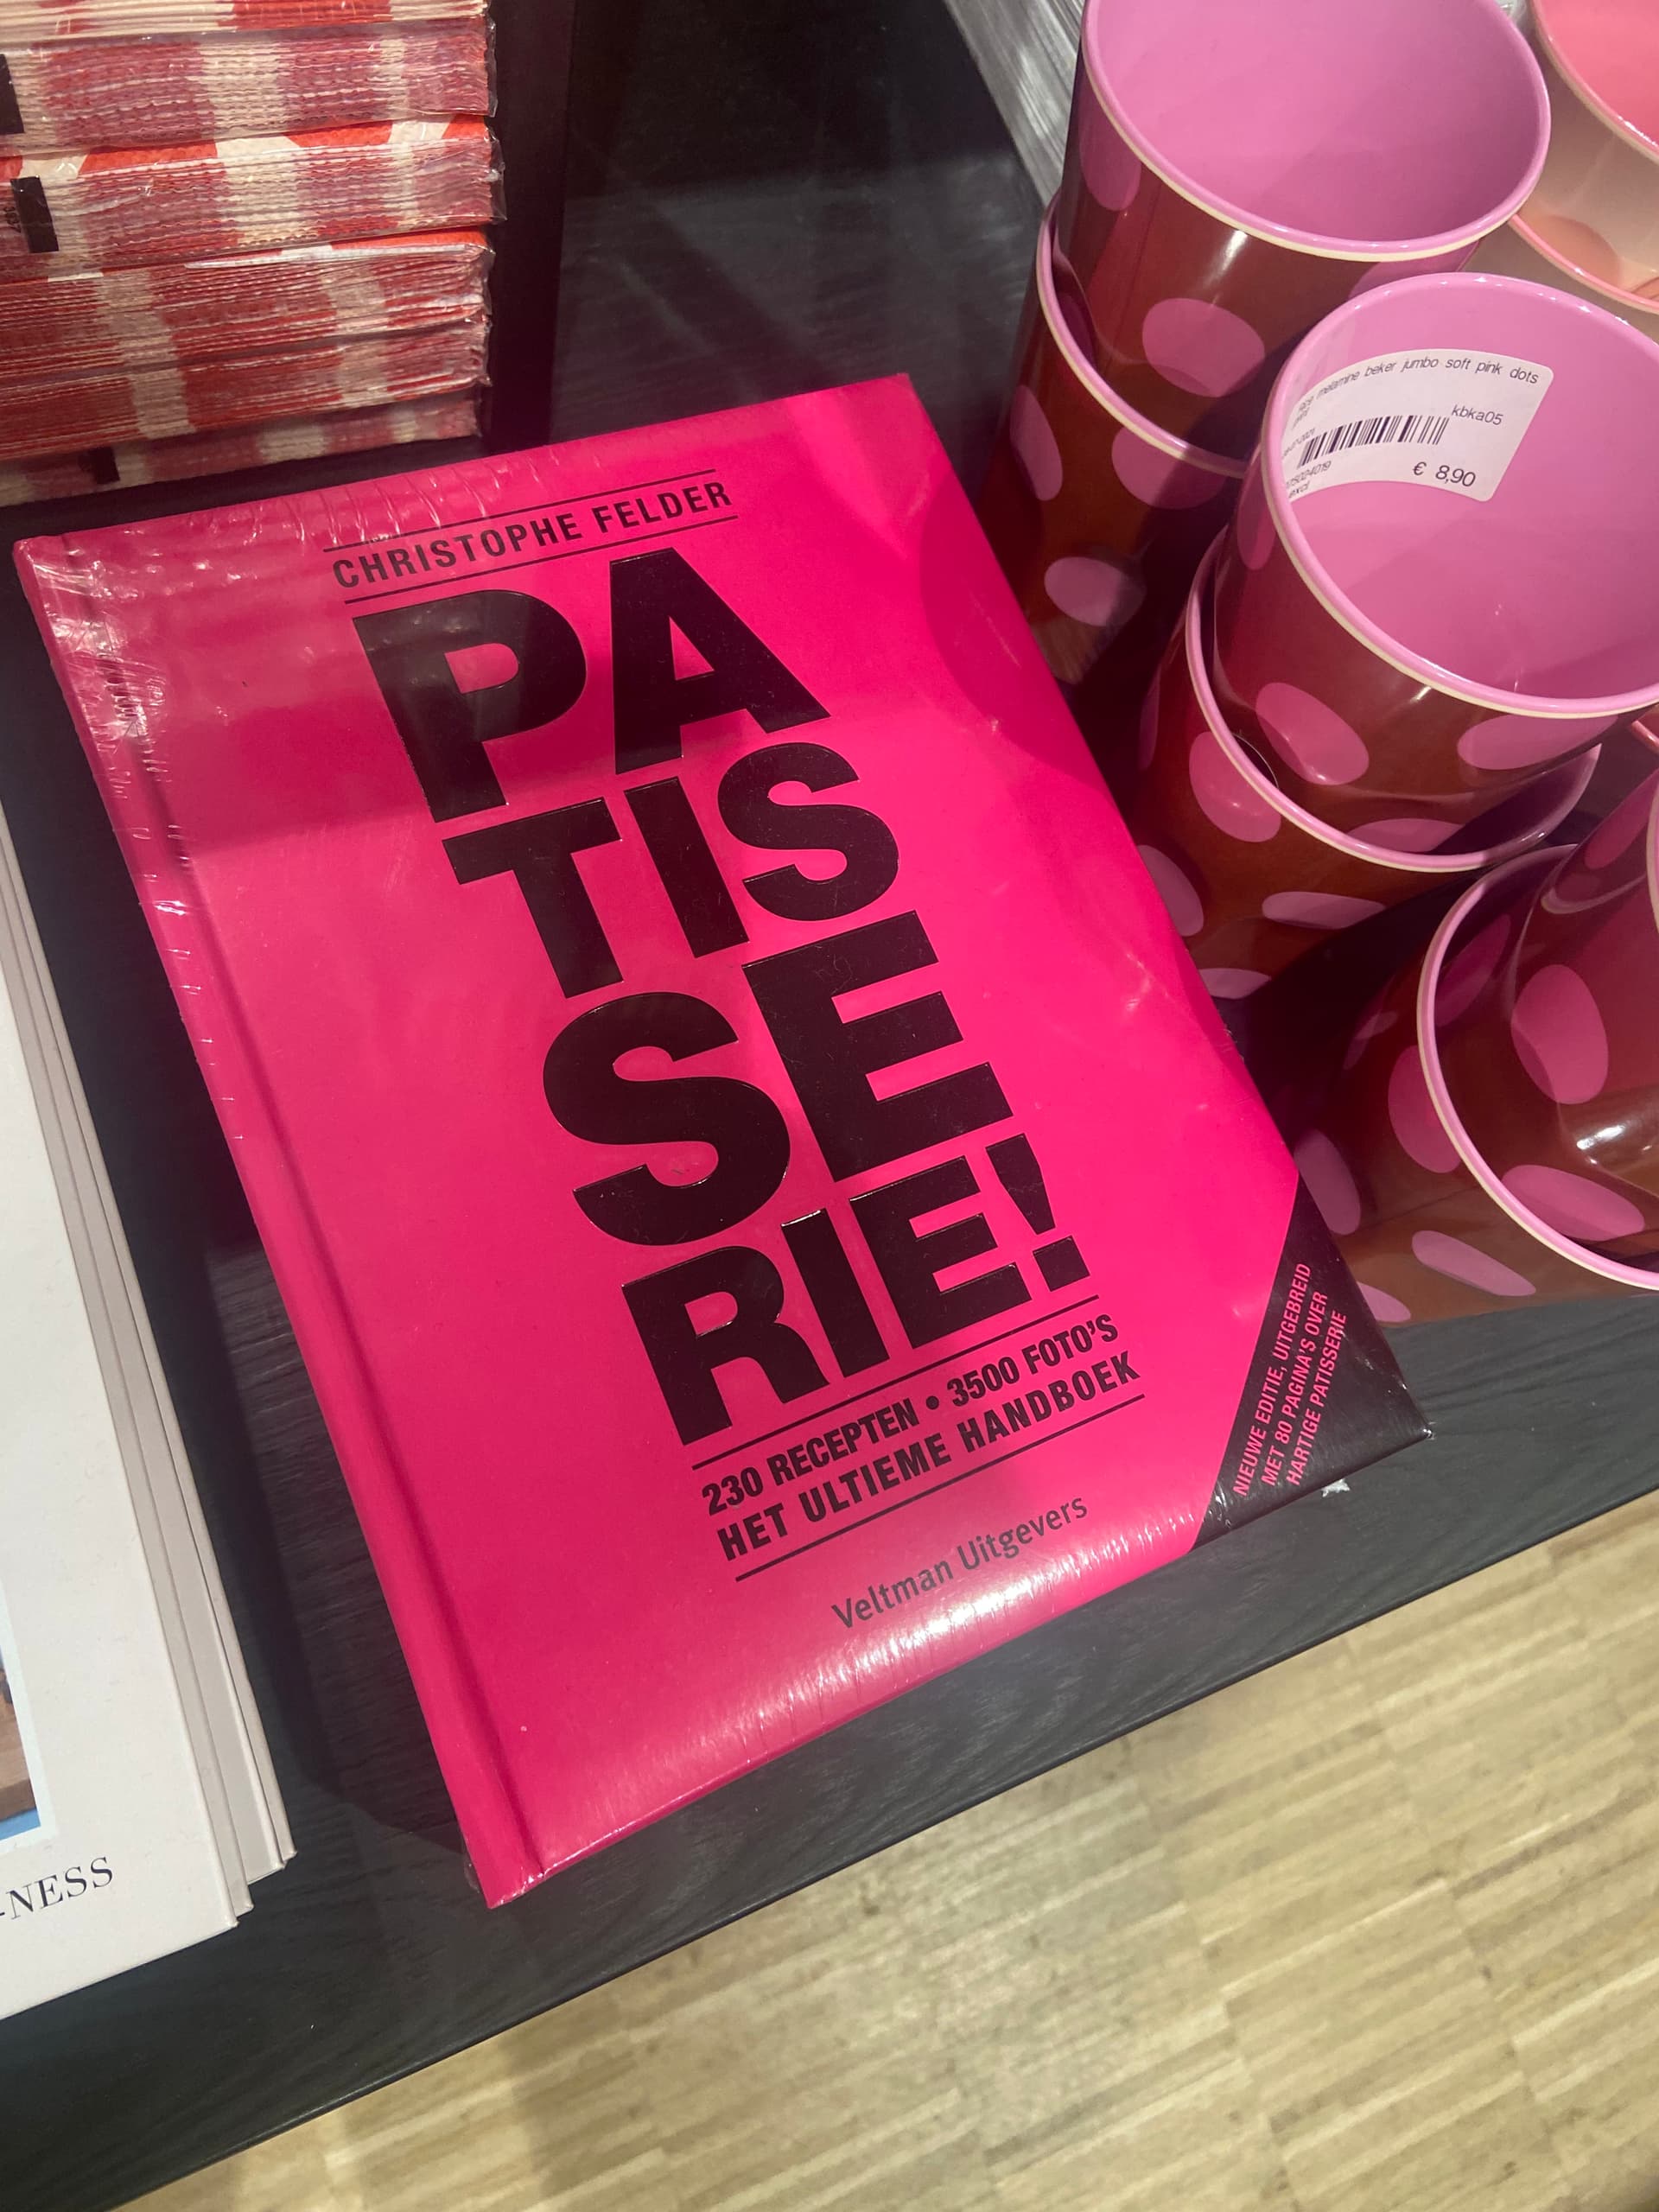 CHRISTOPHE FELDER
PA
TIS
SE
RIE!
230 RECEPTEN • 3500 FOTO'S
HET ULTIEME HANDBOEK
Veltman Uitgevers
NIEUWE EDITIE, UITGEBREID
MET 80 PAGINA'S OVER
HARTIGE PATISSERIE
melamine beker jumbo soft pink dots
kbka05
€ 8,90
-NESS